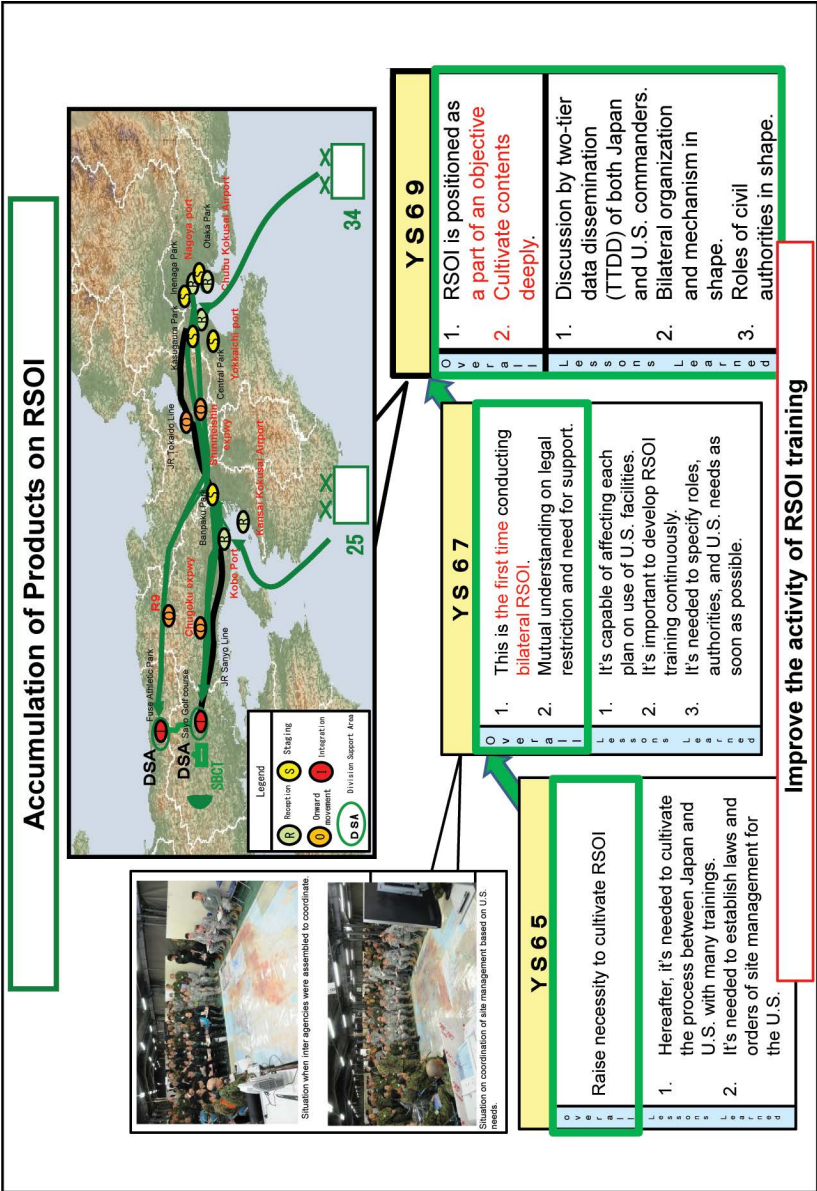 Accumulation of Products on RSOI
Situation when inter agencies were assembled to coordinate.
Situation on coordination of site management based on U.S.
needs.
DSA
Fuse Athletic Park
R9
O
I
DSA
Sayo Golf course
I
Chugoku expwy
O
SBCT
JR Sanyo Line
Kobe Port
R
Banpaku Park
S
R
Kansai Kokusai Airport
25
JR Tokaido Line
O
O
Shinmeishin
expwy
Kasugaura Park
Inenaga Park
Nagoya port
S
S
R
S
R
Otaka Park
Chubu Kokusai Airport
R
S
Central Park
Yokkaichi port
34
Legend
R Reception
S Staging
O Onward
movement
I Integration
DSA Division Support Area
YS65
overall
Raise necessity to cultivate RSOI
Lessons Learned
1. Hereafter, it's needed to cultivate
the process between Japan and
U.S. with many trainings.
2. It's needed to establish laws and
orders of site management for
the U.S.
YS 67
Overall
1. This is the first time conducting
bilateral RSOI.
2. Mutual understanding on legal
restriction and need for support.
Lessons Learned
1. It's capable of affecting each
plan on use of U.S. facilities.
2. It's important to develop RSOI
training continuously.
3. It's needed to specify roles,
authorities, and U.S. needs as
soon as possible.
YS69
Overall
1. RSOI is positioned as
a part of an objective
2. Cultivate contents
deeply.
Lessons Learned
1. Discussion by two-tier
data dissemination
(TTDD) of both Japan
and U.S. commanders.
2. Bilateral organization
and mechanism in
shape.
3. Roles of civil
authorities in shape.
Improve the activity of RSOI training